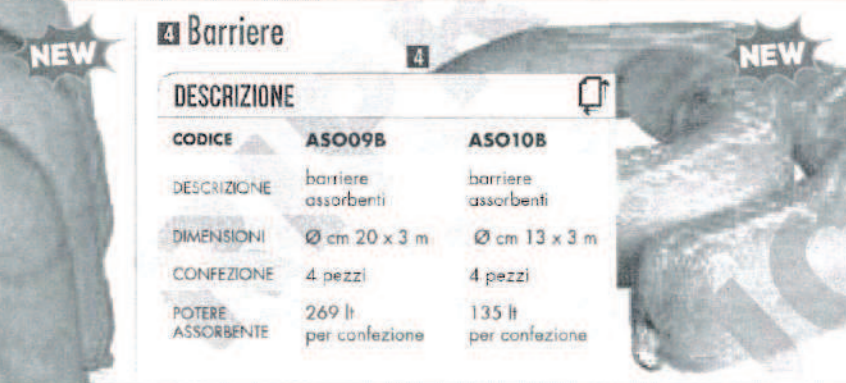 NEW
4 Barriere
4
NEW
DESCRIZIONE
CODICE ASO09B ASO10B
DESCRIZIONE barriere assorbenti barriere assorbenti
DIMENSIONI Ø cm 20 x 3 m Ø cm 13 x 3 m
CONFEZIONE 4 pezzi 4 pezzi
POTERE ASSORBENTE 269 lt per confezione 135 lt per confezione